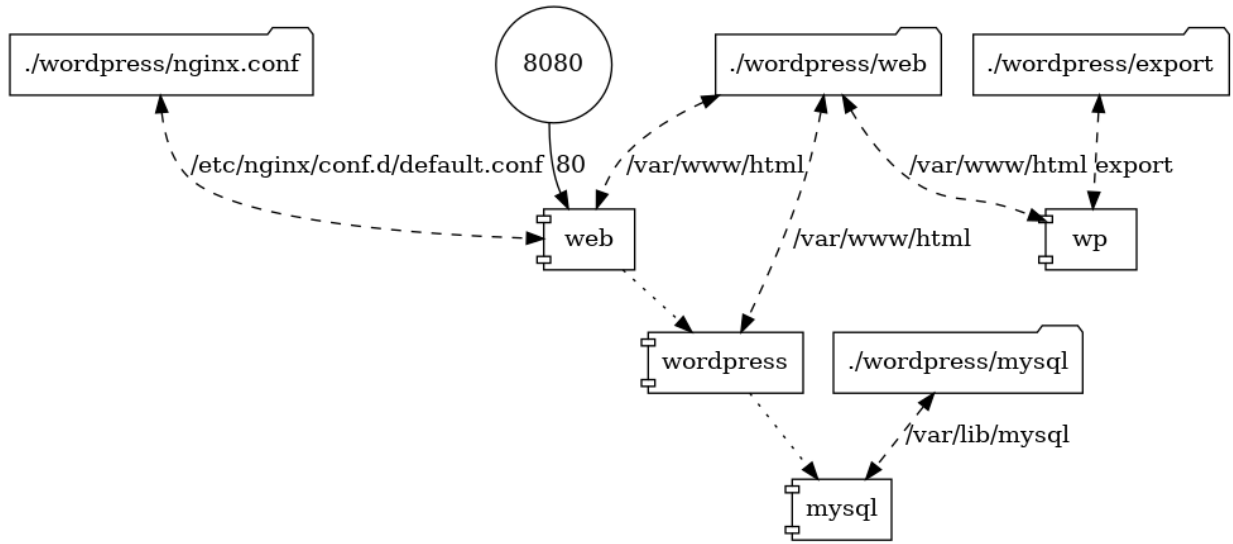 ./wordpress/nginx.conf
8080
./wordpress/web
./wordpress/export
/etc/nginx/conf.d/default.conf
80
/var/www/html
/var/www/html
export
web
/var/www/html
wp
wordpress
./wordpress/mysql
/var/lib/mysql
mysql